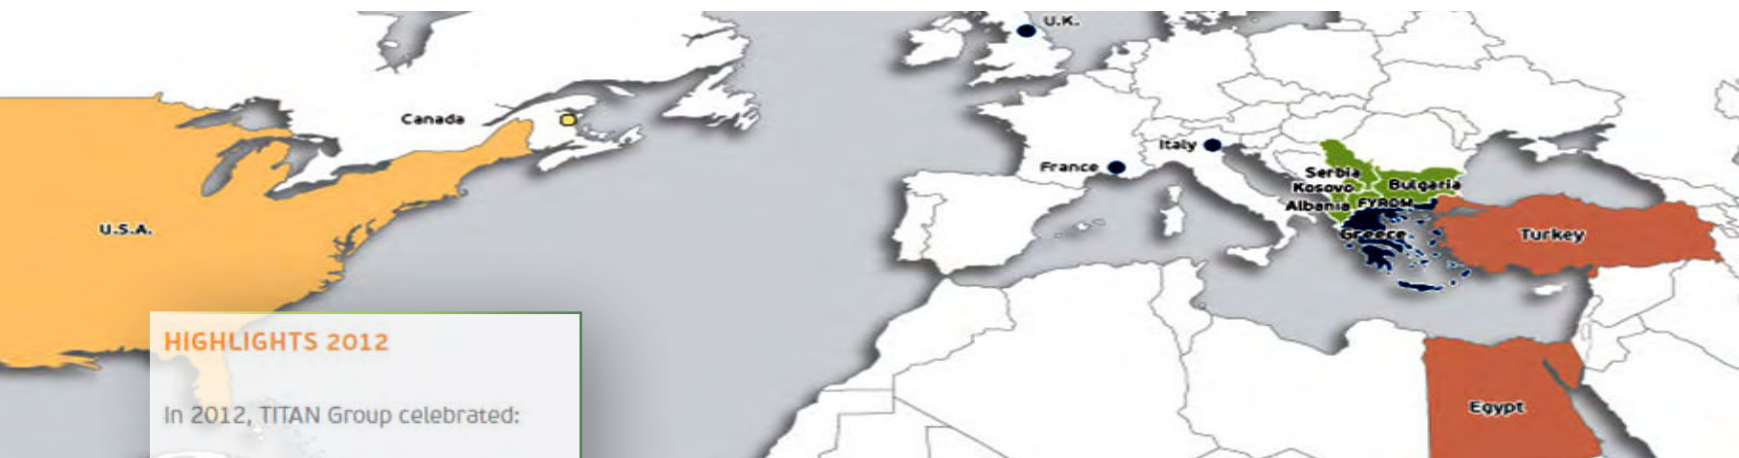 U.K.
Canada
Italy
France
Serbia
Kosovo
Bulgaria
Albania
FYROM
U.S.A.
Greece
Turkey
HIGHLIGHTS 2012
In 2012, TITAN Group celebrated:
Egypt